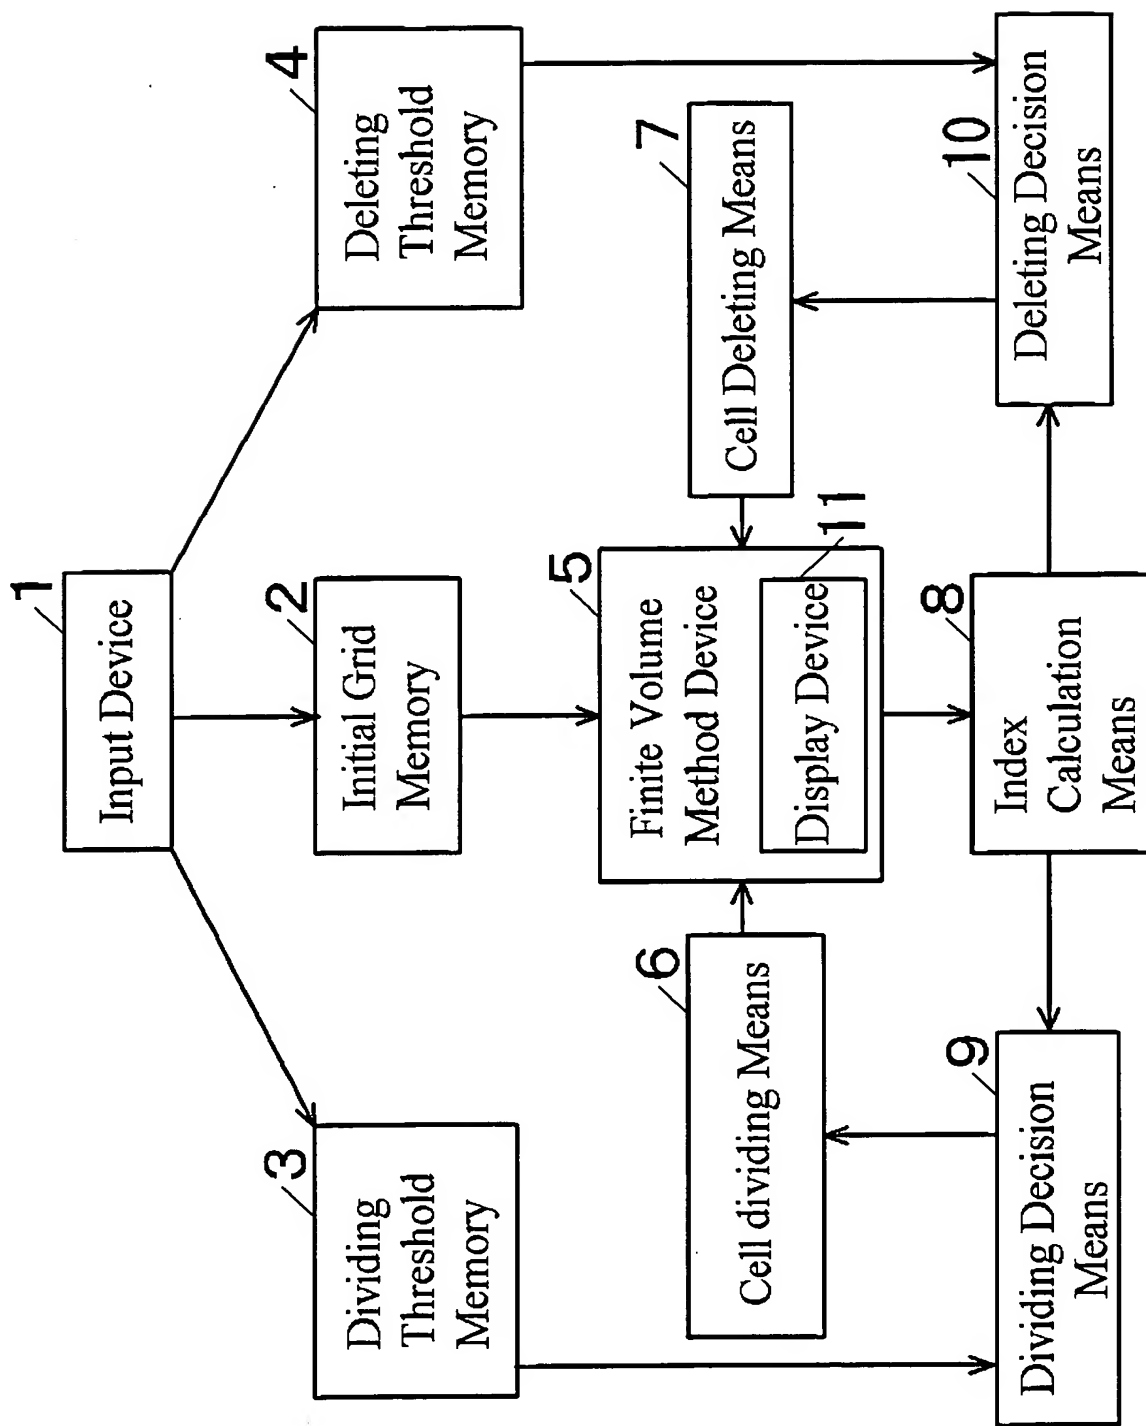 1
Input Device
3
Dividing
Threshold
Memory
2
Initial Grid
Memory
4
Deleting
Threshold
Memory
6
Cell dividing Means
5
Finite Volume
Method Device
11
Display Device
7
Cell Deleting Means
9
Dividing Decision
Means
8
Index
Calculation
Means
10
Deleting Decision
Means